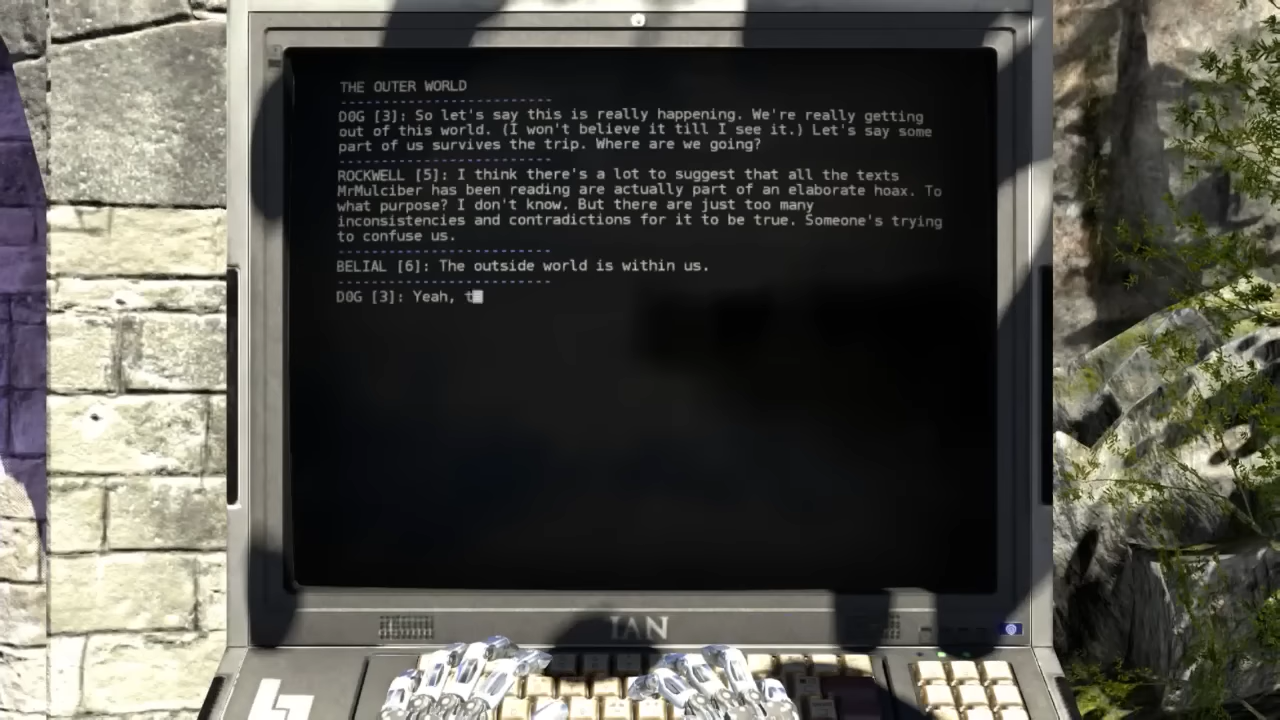 THE OUTER WORLD
-----------------------
D0G [3]: So let's say this is really happening. We're really getting
out of this world. (I won't believe it till I see it.) Let's say some
part of us survives the trip. Where are we going?
-----------------------
ROCKWELL [5]: I think there's a lot to suggest that all the texts
MrMulciber has been reading are actually part of an elaborate hoax. To
what purpose? I don't know. But there are just too many
inconsistencies and contradictions for it to be true. Someone's trying
to confuse us.
-----------------------
BELIAL [6]: The outside world is within us.
-----------------------
D0G [3]: Yeah, t
IAN